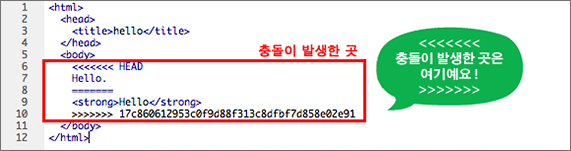 1 <html>
2 <head>
3 <title>hello</title>
4 </head>
충돌이 발생한 곳
5 <body>
6 <<<<<<< HEAD
7 Hello.
8 =======
9 <strong>Hello</strong>
10 >>>>>>> 17c860612953c0f9d88f313c8dfbf7d858e02e91
11 </body>
12 </html>
<<<<<<<
충돌이 발생한 곳은
여기예요!
>>>>>>>